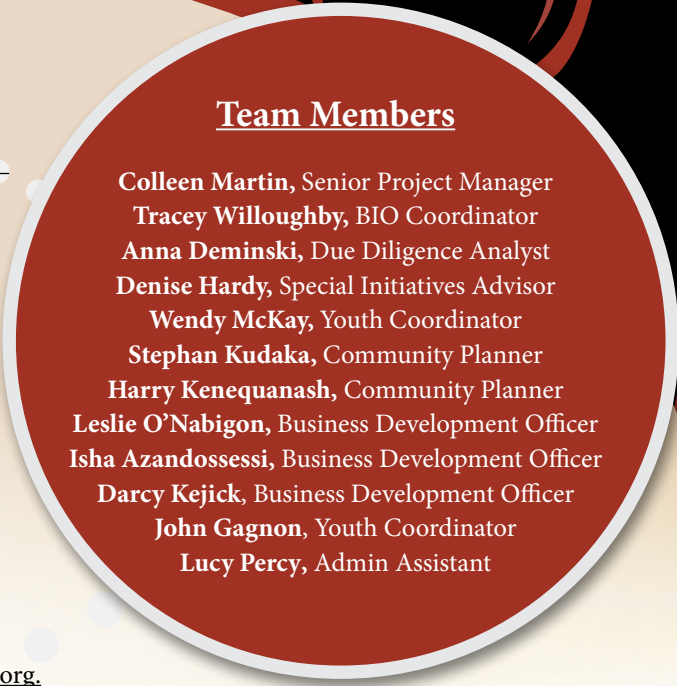 Team Members
Colleen Martin, Senior Project Manager
Tracey Willoughby, BIO Coordinator
Anna Deminski, Due Diligence Analyst
Denise Hardy, Special Initiatives Advisor
Wendy McKay, Youth Coordinator
Stephan Kudaka, Community Planner
Harry Kenequanash, Community Planner
Leslie O’Nabigon, Business Development Officer
Isha Azandossessi, Business Development Officer
Darcy Kejick, Business Development Officer
John Gagnon, Youth Coordinator
Lucy Percy, Admin Assistant
org.